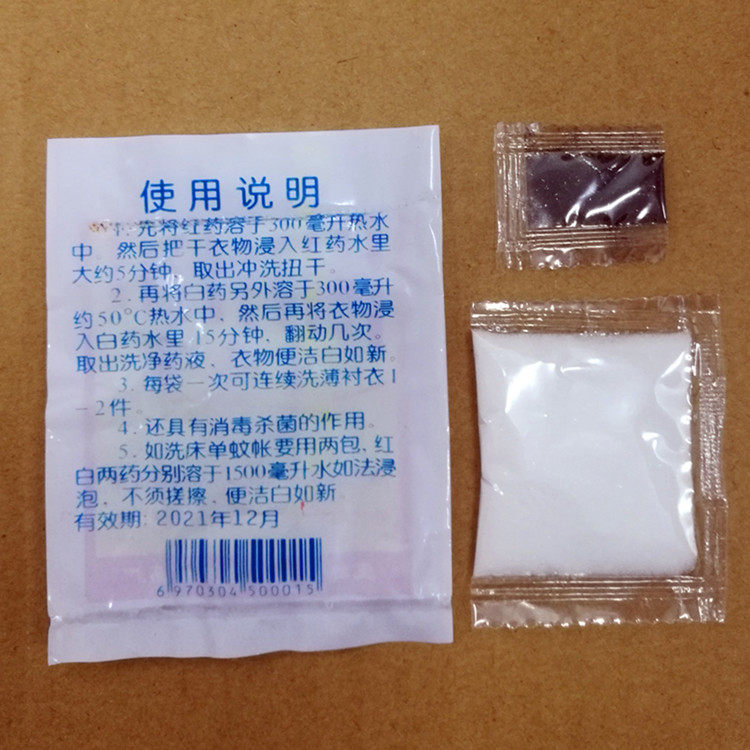 使用说明
1. 先将红药溶于300毫升热水
中。然后把干衣物浸入红药水里
大约5分钟，取出冲洗扭干。
2. 再将白药另外溶于300毫升
约50°C热水中，然后再将衣物浸
入白药水里 15分钟，翻动几次。
取出洗净药液、衣物便洁白如新。
3. 每袋一次可连续洗薄衬衣1
-2件。
4. 还具有消毒杀菌的作用。
5. 如洗床单蚊帐要用两包，红
白两药分别溶于1500毫升水如法浸
泡，不须搓擦，便洁白如新。
有效期: 2021年12月
6 970304 500015